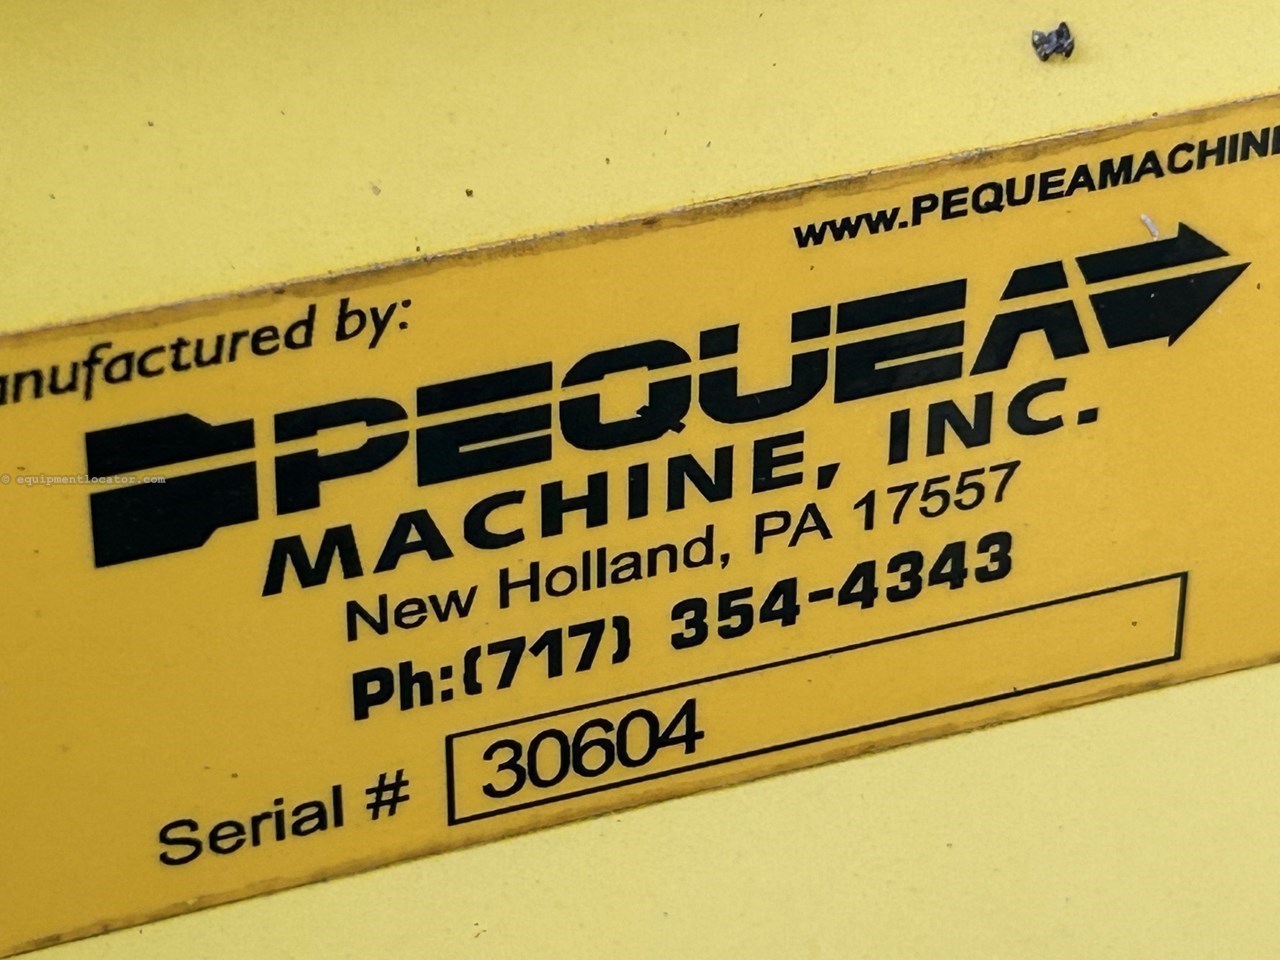 www.PEQUEAMACHINE
anufactured by:
PEQUEA
MACHINE, INC.
New Holland, PA 17557
Ph:(717) 354-4343
Serial # 30604
© equipmentlocator.com